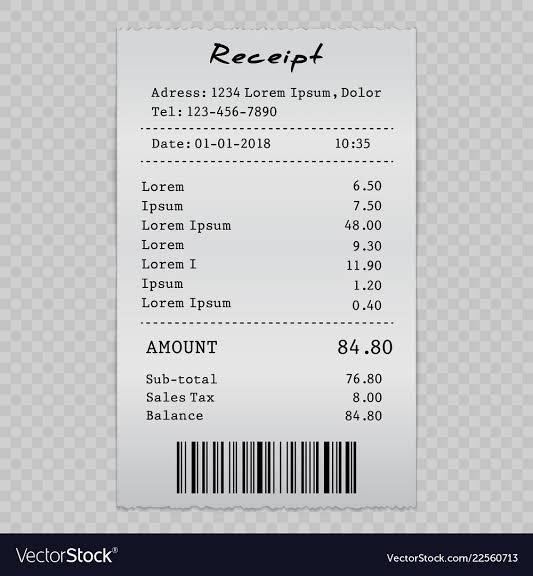 Receipt
Adress: 1234 Lorem Ipsum, Dolor
Tel: 123-456-7890
Date: 01-01-2018 10:35
Lorem 6.50
Ipsum 7.50
Lorem Ipsum 48.00
Lorem 9.30
Lorem I 11.90
Ipsum 1.20
Lorem Ipsum 0.40
AMOUNT 84.80
Sub-total 76.80
Sales Tax 8.00
Balance 84.80
VectorStock® VectorStock.com/22560713